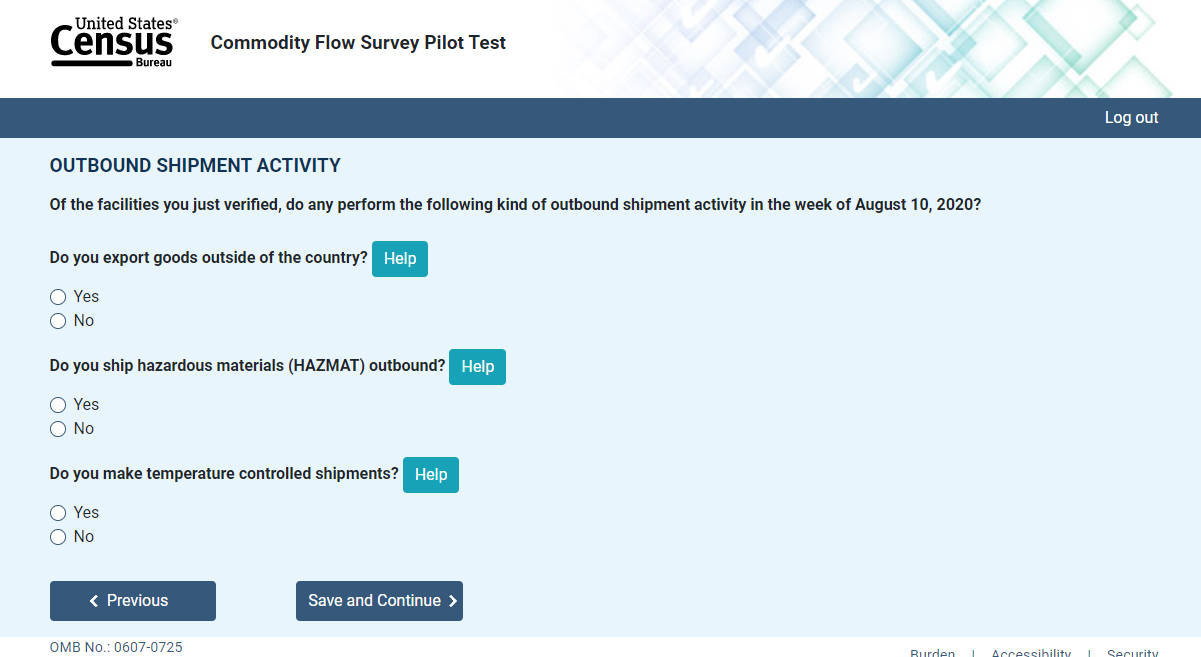 United States®
Census
Bureau
Commodity Flow Survey Pilot Test
Log out
OUTBOUND SHIPMENT ACTIVITY
Of the facilities you just verified, do any perform the following kind of outbound shipment activity in the week of August 10, 2020?
Do you export goods outside of the country? Help
Yes
No
Do you ship hazardous materials (HAZMAT) outbound? Help
Yes
No
Do you make temperature controlled shipments? Help
Yes
No
Previous
Save and Continue
OMB No.: 0607-0725
Burden | Accessibility | Security